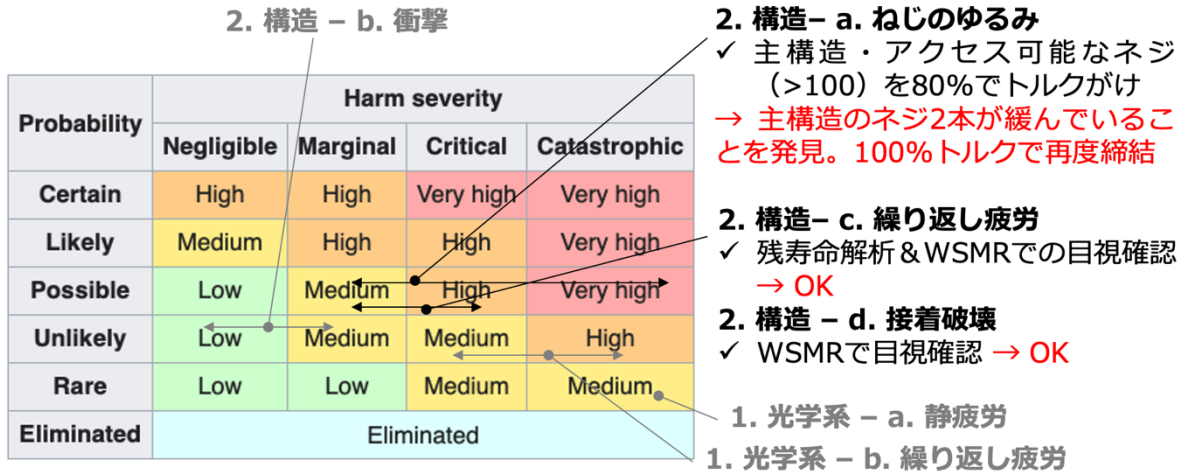 2. 構造 – b. 衝撃
Probability
Harm severity
Negligible Marginal Critical Catastrophic
Certain High High Very high Very high
Likely Medium High High Very high
Possible Low Medium High Very high
Unlikely Low Medium Medium High
Rare Low Low Medium Medium
Eliminated Eliminated
2. 構造– a. ねじのゆるみ
✓ 主構造・アクセス可能なネジ
（>100）を80%でトルクがけ
→ 主構造のネジ2本が緩んでいるこ
とを発見。100%トルクで再度締結
2. 構造– c. 繰り返し疲労
✓ 残寿命解析＆WSMRでの目視確認
→ OK
2. 構造 – d. 接着破壊
✓ WSMRで目視確認 → OK
1. 光学系 – a. 静疲労
1. 光学系 – b. 繰り返し疲労